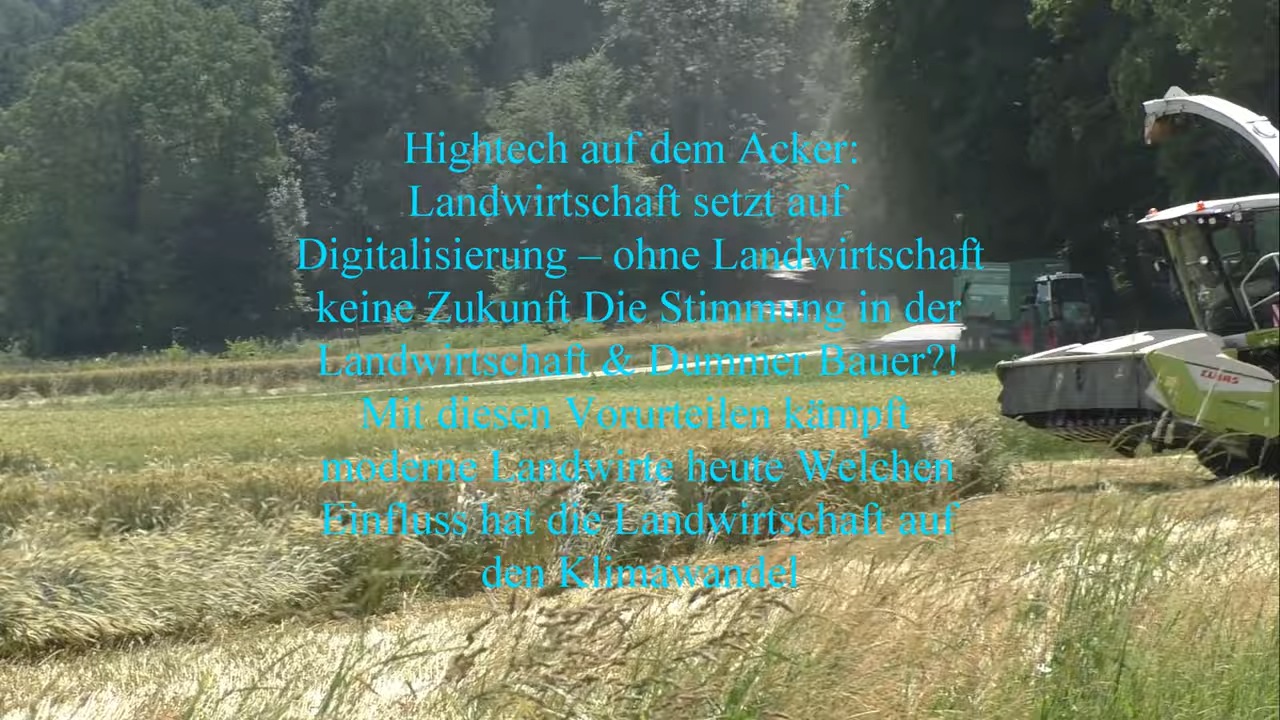 Hightech auf dem Acker:
Landwirtschaft setzt auf
Digitalisierung – ohne Landwirtschaft
keine Zukunft Die Stimmung in der
Landwirtschaft & Dummer Bauer?!
Mit diesen Vorurteilen kämpft
moderne Landwirte heute Welchen
Einfluss hat die Landwirtschaft auf
den Klimawandel
CLAAS